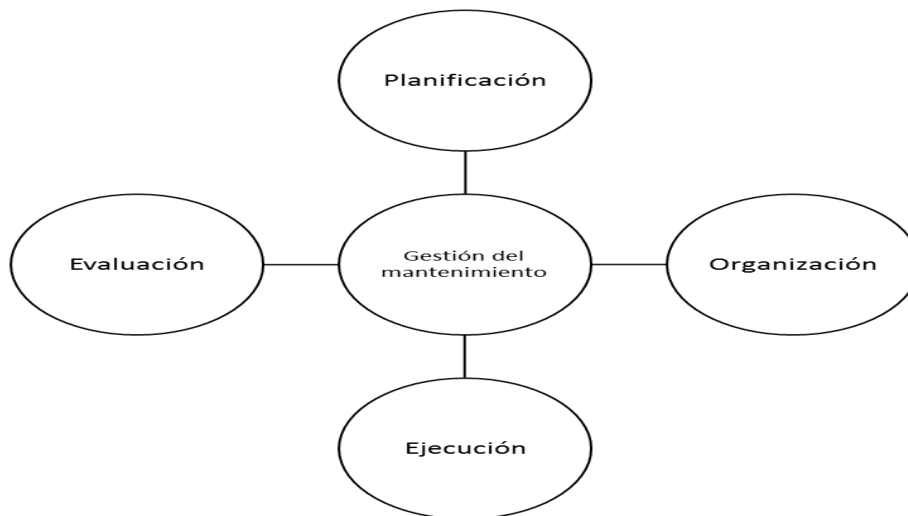 Planificación
Evaluación
Gestión del
mantenimiento
Organización
Ejecución